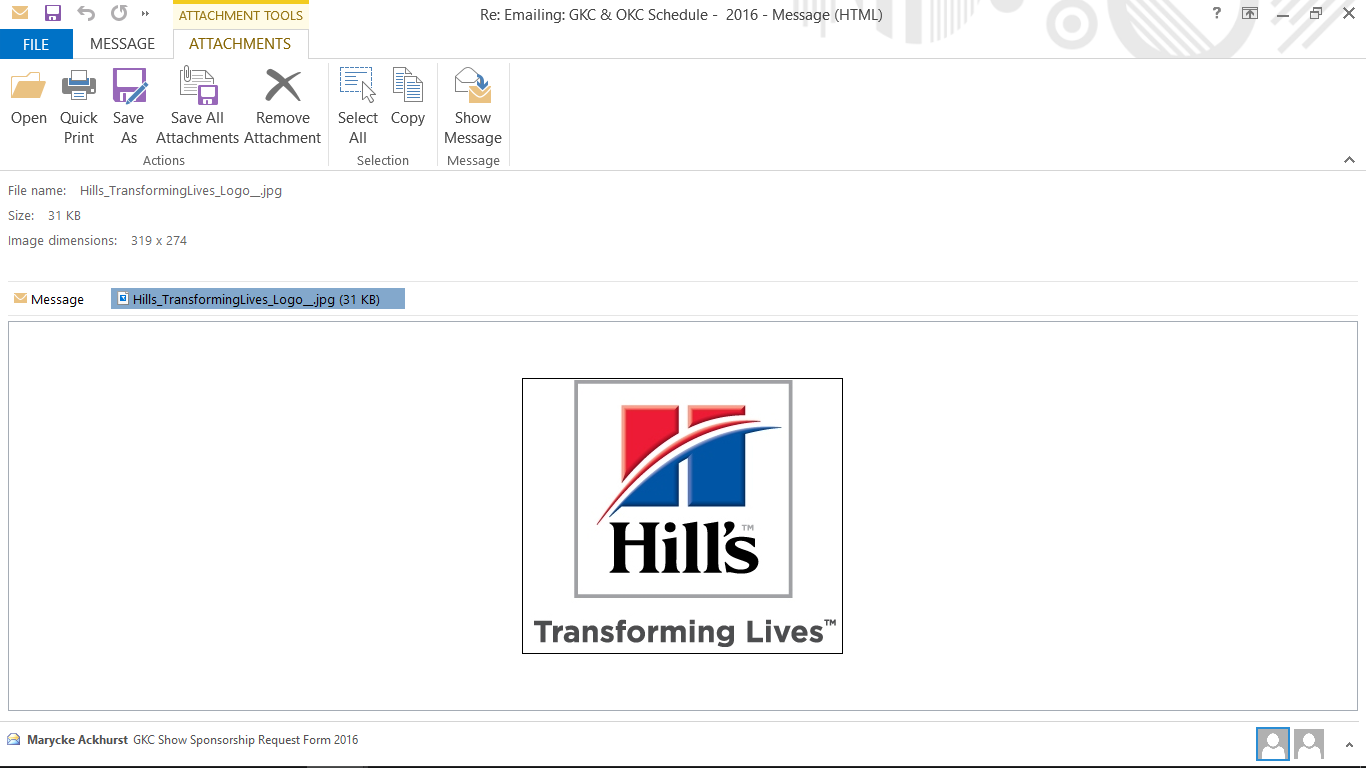 ATTACHMENT TOOLS
Re: Emailing: GKC & OKC Schedule - 2016 - Message (HTML)
?
FILE
MESSAGE
ATTACHMENTS
Open
Quick
Print
Save
As
Save All
Attachments
Remove
Attachment
Select
All
Copy
Show
Message
Actions
Selection
Message
File name: Hills_TransformingLives_Logo__.jpg
Size: 31 KB
Image dimensions: 319 x 274
Message
Hills_TransformingLives_Logo__.jpg (31 KB)
Hill's™
Transforming Lives™
Marycke Ackhurst GKC Show Sponsorship Request Form 2016